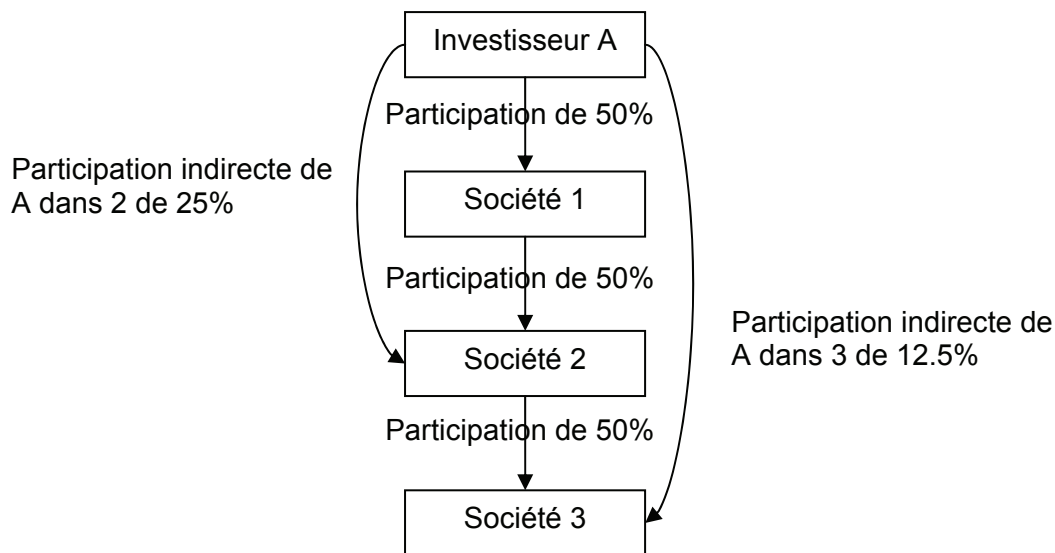 Investisseur A
Participation de 50%
Participation indirecte de
A dans 2 de 25%
Société 1
Participation de 50%
Participation indirecte de
A dans 3 de 12.5%
Société 2
Participation de 50%
Société 3